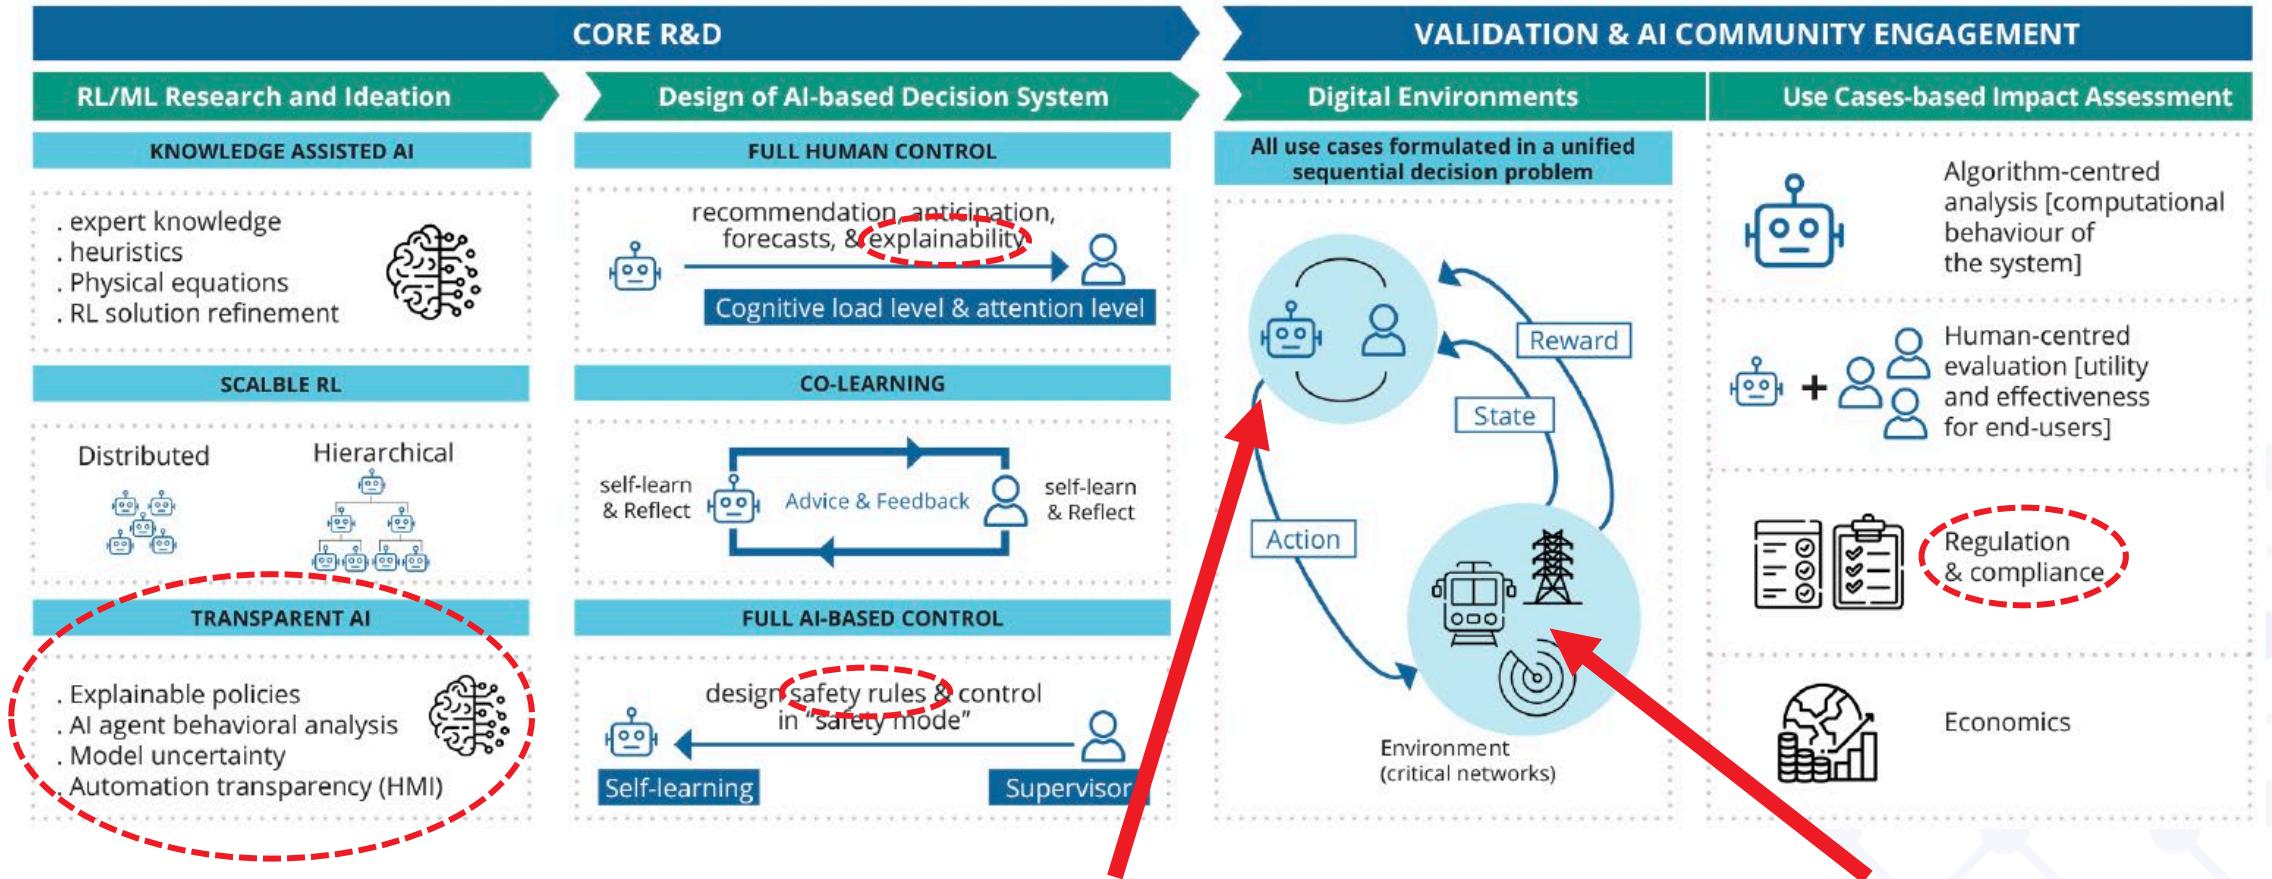 CORE R&D
VALIDATION & AI COMMUNITY ENGAGEMENT
RL/ML Research and Ideation
Design of AI-based Decision System
Digital Environments
Use Cases-based Impact Assessment
KNOWLEDGE ASSISTED AI
. expert knowledge
. heuristics
. Physical equations
. RL solution refinement
SCALBLE RL
Distributed
Hierarchical
TRANSPARENT AI
. Explainable policies
. AI agent behavioral analysis
. Model uncertainty
. Automation transparency (HMI)
FULL HUMAN CONTROL
recommendation, anticipation,
forecasts, & explainability
Cognitive load level & attention level
CO-LEARNING
self-learn
& Reflect
Advice & Feedback
self-learn
& Reflect
FULL AI-BASED CONTROL
design safety rules & control
in “safety mode”
Self-learning
Supervisor
All use cases formulated in a unified
sequential decision problem
Reward
State
Action
Environment
(critical networks)
Algorithm-centred
analysis [computational
behaviour of
the system]
Human-centred
evaluation [utility
and effectiveness
for end-users]
Regulation
& compliance
Economics